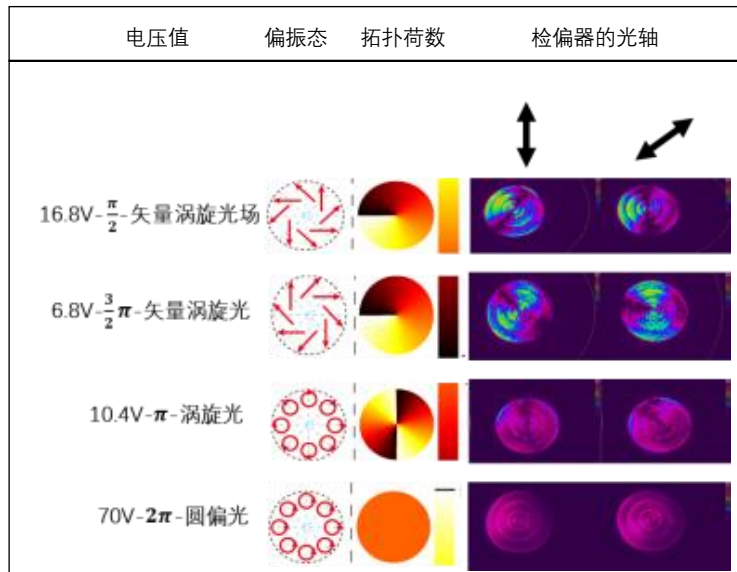 电压值 偏振态 拓扑荷数 检偏器的光轴
16.8V-π/2-矢量涡旋光场
6.8V-3/2π-矢量涡旋光
10.4V-π-涡旋光
70V-2π-圆偏光